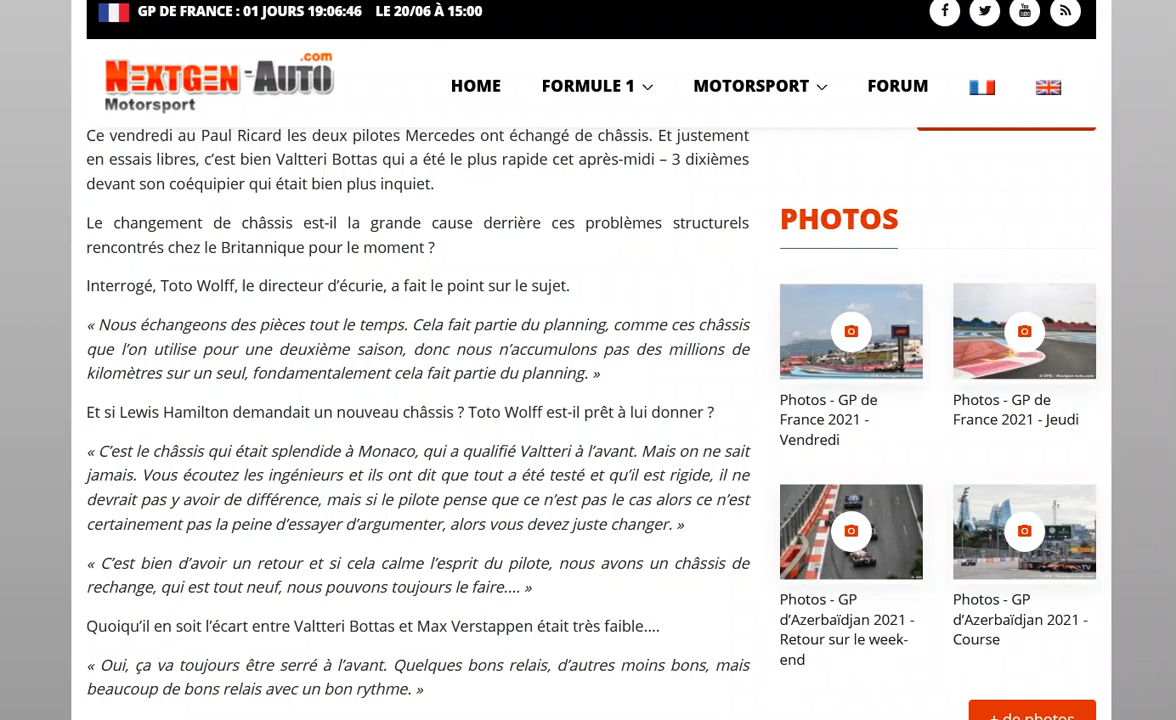 GP DE FRANCE : 01 JOURS 19:06:46 LE 20/06 À 15:00
NEXTGEN-AUTO.com
Motorsport
HOME FORMULE 1 MOTORSPORT FORUM
Ce vendredi au Paul Ricard les deux pilotes Mercedes ont échangé de châssis. Et justement
en essais libres, c’est bien Valtteri Bottas qui a été le plus rapide cet après-midi – 3 dixièmes
devant son coéquipier qui était bien plus inquiet.
Le changement de châssis est-il la grande cause derrière ces problèmes structurels
rencontrés chez le Britannique pour le moment ?
Interrogé, Toto Wolff, le directeur d’écurie, a fait le point sur le sujet.
« Nous échangeons des pièces tout le temps. Cela fait partie du planning, comme ces châssis
que l’on utilise pour une deuxième saison, donc nous n’accumulons pas des millions de
kilomètres sur un seul, fondamentalement cela fait partie du planning. »
Et si Lewis Hamilton demandait un nouveau châssis ? Toto Wolff est-il prêt à lui donner ?
« C’est le châssis qui était splendide à Monaco, qui a qualifié Valtteri à l’avant. Mais on ne sait
jamais. Vous écoutez les ingénieurs et ils ont dit que tout a été testé et qu’il est rigide, il ne
devrait pas y avoir de différence, mais si le pilote pense que ce n’est pas le cas alors ce n’est
certainement pas la peine d’essayer d’argumenter, alors vous devez juste changer. »
« C’est bien d’avoir un retour et si cela calme l’esprit du pilote, nous avons un châssis de
rechange, qui est tout neuf, nous pouvons toujours le faire.... »
Quoiqu’il en soit l’écart entre Valtteri Bottas et Max Verstappen était très faible....
« Oui, ça va toujours être serré à l’avant. Quelques bons relais, d’autres moins bons, mais
beaucoup de bons relais avec un bon rythme. »
PHOTOS
Photos - GP de
France 2021 -
Vendredi
Photos - GP de
France 2021 - Jeudi
Photos - GP
d’Azerbaïdjan 2021 -
Retour sur le week-
end
Photos - GP
d’Azerbaïdjan 2021 -
Course
+ de photos